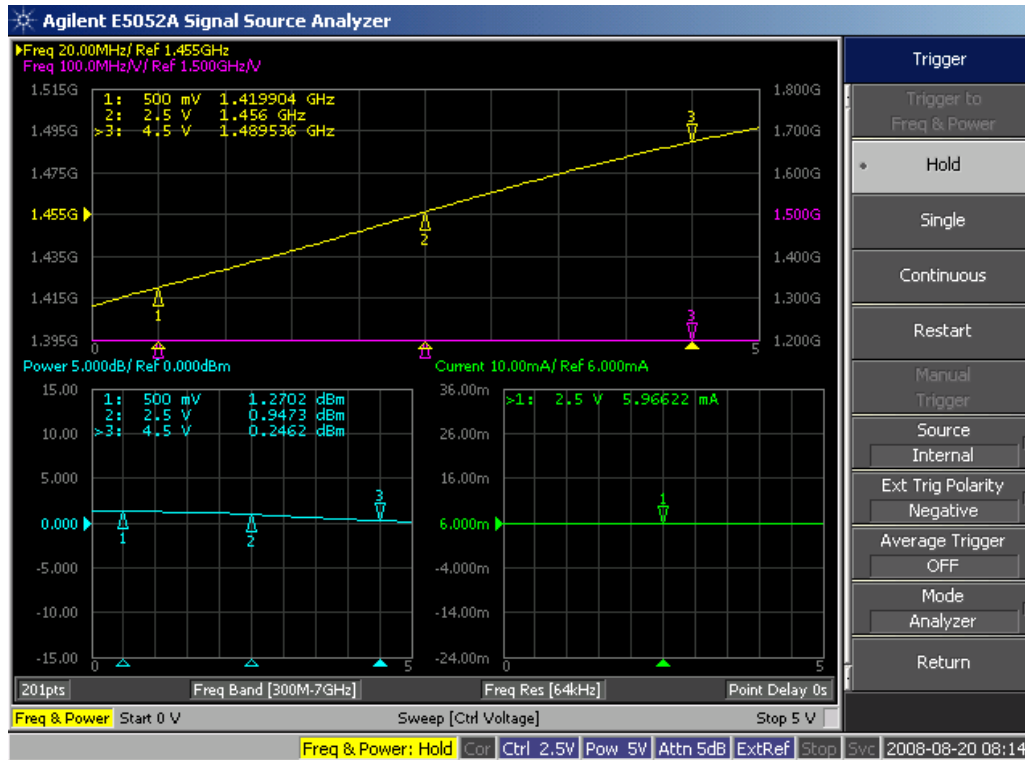 Agilent E5052A Signal Source Analyzer
Freq 20.00MHz/ Ref 1.455GHz
Freq 100.0MHz/V/ Ref 1.500GHz/V
1: 500 mV 1.419904 GHz
2: 2.5 V 1.456 GHz
>3: 4.5 V 1.489536 GHz
1.515G
1.495G
1.475G
1.455G
1.435G
1.415G
1.395G
1.800G
1.700G
1.600G
1.500G
1.400G
1.300G
1.200G
1
2
3
3
0
5
Power 5.000dB/ Ref 0.000dBm
1: 500 mV 1.2702 dBm
2: 2.5 V 0.9473 dBm
>3: 4.5 V 0.2462 dBm
15.00
10.00
5.000
0.000
-5.000
-10.00
-15.00
1
2
3
0
5
Current 10.00mA/ Ref 6.000mA
>1: 2.5 V 5.96622 mA
36.00m
26.00m
16.00m
6.000m
-4.000m
-14.00m
-24.00m
1
0
5
201pts
Freq Band [300M-7GHz]
Freq Res [64kHz]
Point Delay 0s
Freq & Power
Start 0 V
Sweep [Ctrl Voltage]
Stop 5 V
Trigger
Trigger to
Freq & Power
Hold
Single
Continuous
Restart
Manual
Trigger
Source
Internal
Ext Trig Polarity
Negative
Average Trigger
OFF
Mode
Analyzer
Return
Freq & Power: Hold
Cor
Ctrl 2.5V
Pow 5V
Attn 5dB
ExtRef
Stop
Svc
2008-08-20 08:14